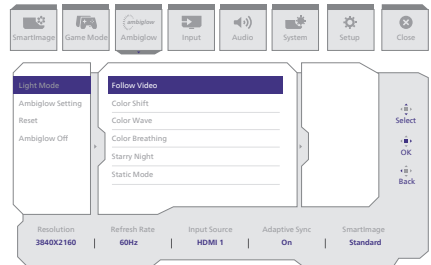 ambiglow
SmartImage Game Mode Ambiglow Input Audio System Setup Close
Light Mode Follow Video
Ambiglow Setting Color Shift
Reset Color Wave
Ambiglow Off Color Breathing
Starry Night
Static Mode
Select
OK
Back
Resolution Refresh Rate Input Source Adaptive Sync SmartImage
3840X2160 | 60Hz | HDMI 1 | On | Standard